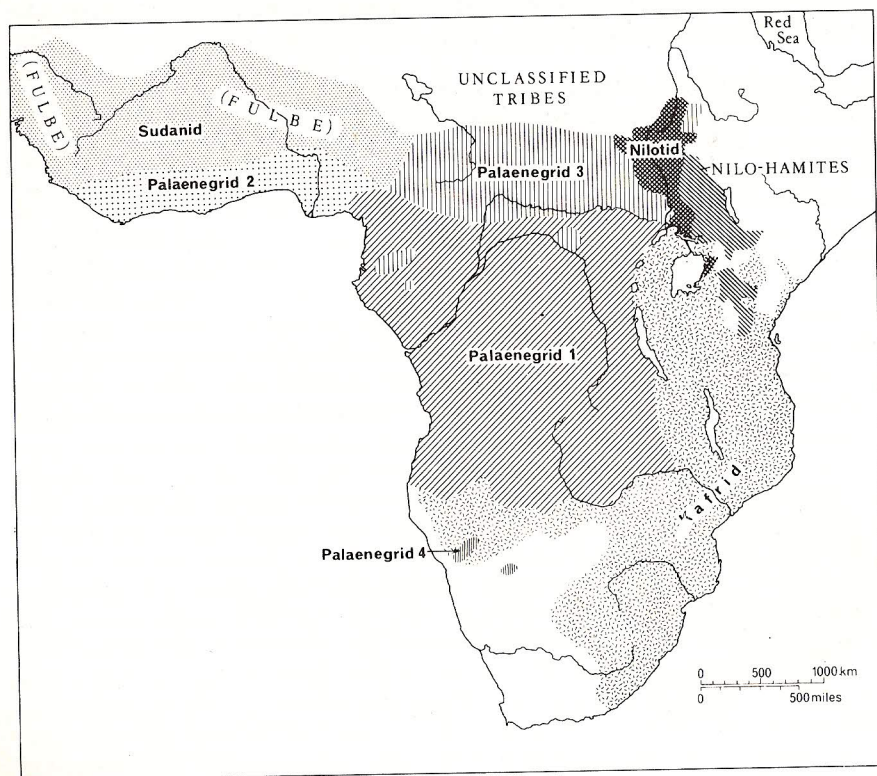 Red
Sea
UNCLASSIFIED
TRIBES
(FULBE)
(FULBE)
Sudanid
Nilotid
Palaenegrid 2
Palaenegrid 3
NILO-HAMITES
Palaenegrid 1
Kafrid
Palaenegrid 4
0 500 1000 km
0 500 miles